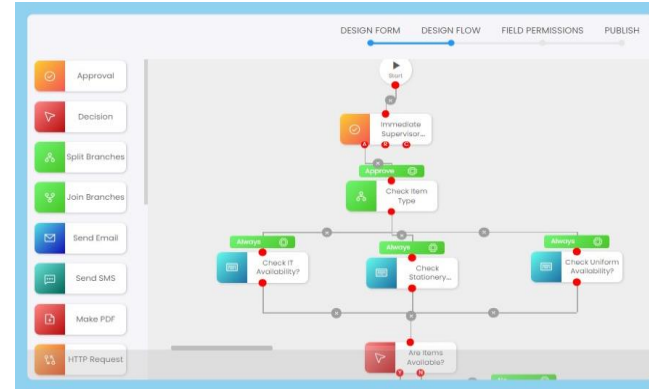 DESIGN FORM DESIGN FLOW FIELD PERMISSIONS PUBLISH
Approval
Decision
Split Branches
Join Branches
Send Email
Send SMS
Make PDF
HTTP Request
Start
Immediate
Supervisor...
A B C
Approve
Check Item
Type
Always
Check IT
Availability?
Always
Check
Stationery...
Always
Check Uniform
Availability?
Are Items
Available?
Y N